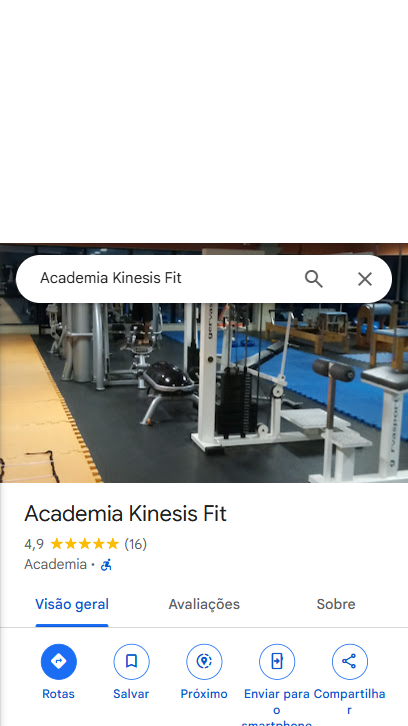 Academia Kinesis Fit
Academia Kinesis Fit
4,9 (16)
Academia ·
Visão geral
Avaliações
Sobre
Rotas
Salvar
Próximo
Enviar para
o
smartphone
Compartilha
r